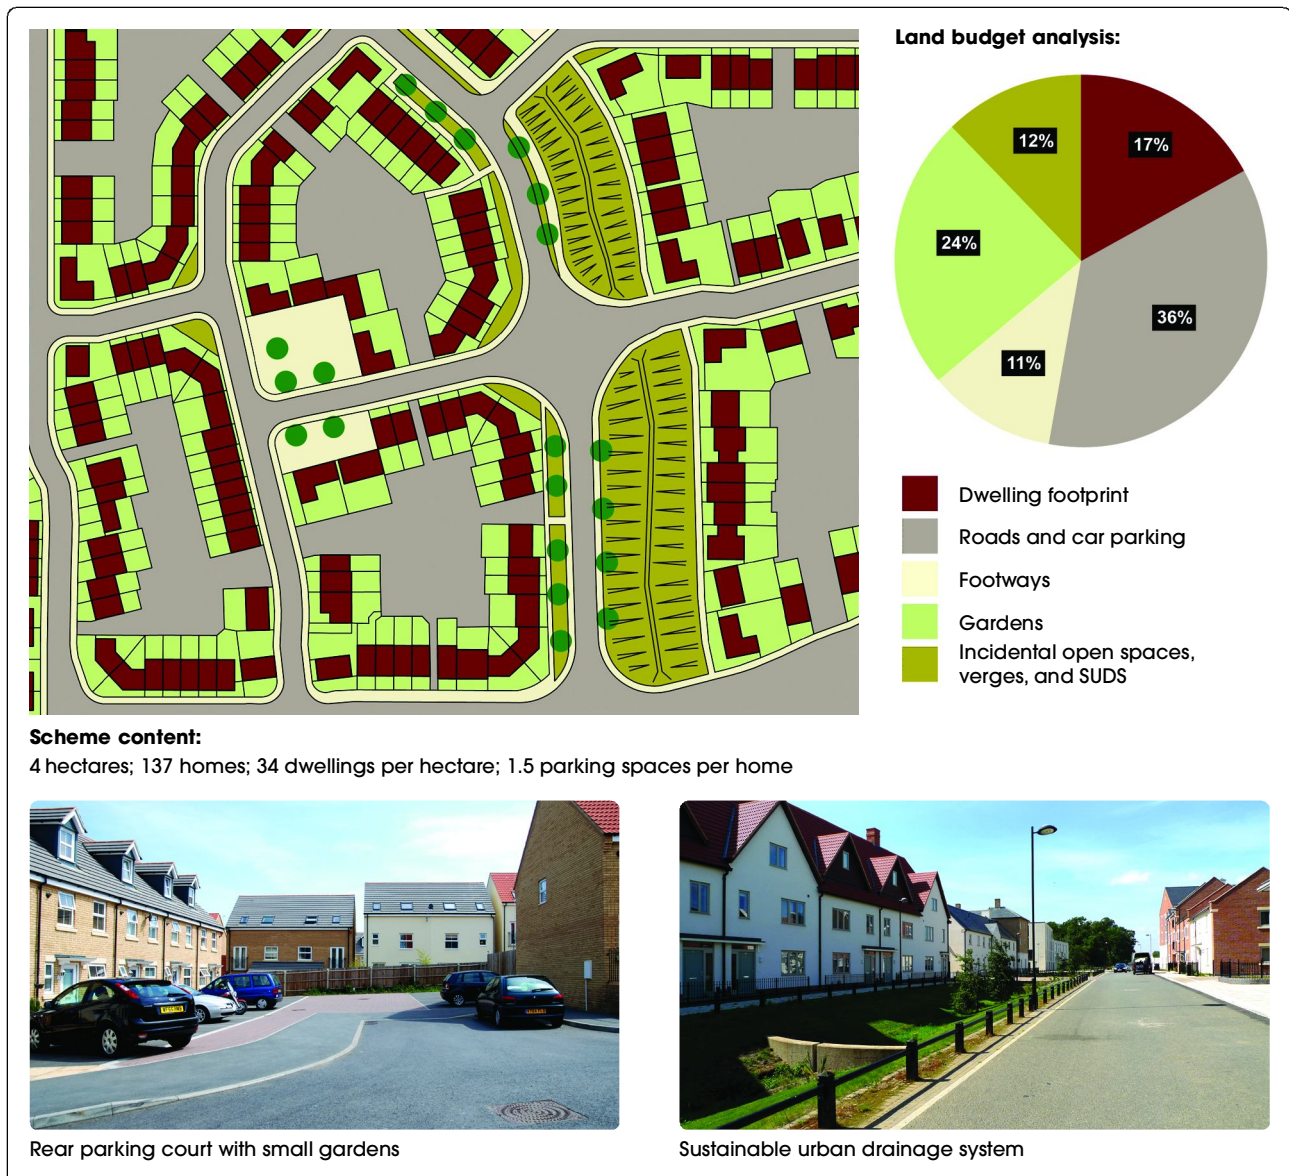 Land budget analysis:
12%
17%
24%
36%
11%
Dwelling footprint
Roads and car parking
Footways
Gardens
Incidental open spaces,
verges, and SUDS
Scheme content:
4 hectares; 137 homes; 34 dwellings per hectare; 1.5 parking spaces per home
Rear parking court with small gardens
Sustainable urban drainage system